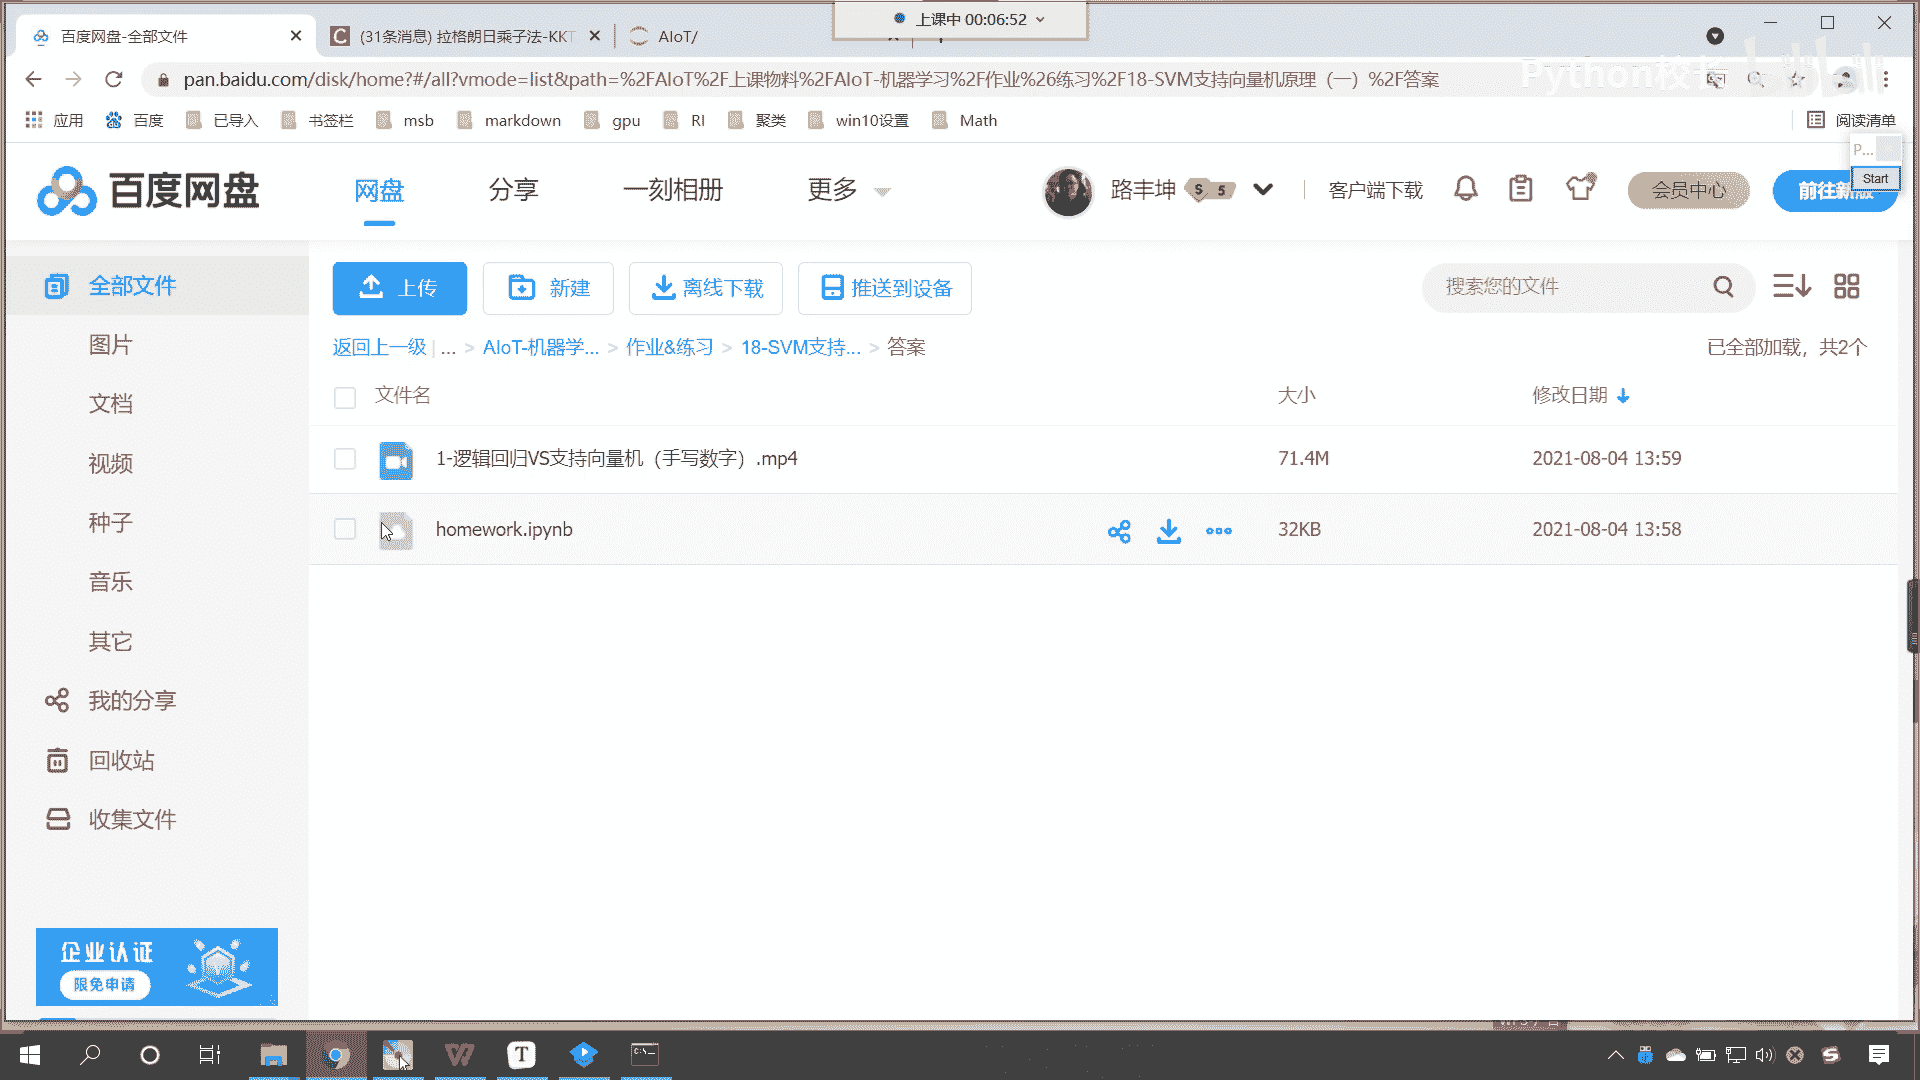 上课中 00:06:52
百度网盘-全部文件
(31条消息) 拉格朗日乘子法-KKT
AIoT/
pan.baidu.com/disk/home?#/all?vmode=list&path=%2FAIoT%2F上课物料%2FAIoT-机器学习%2F作业%26练习%2F18-SVM支持向量机原理（一）%2F答案
Python校长
bilibili
应用
百度
已导入
书签栏
msb
markdown
gpu
RI
聚类
win10设置
Math
阅读清单
P...
Start
百度网盘
网盘
分享
一刻相册
更多
路丰坤
S 5
客户端下载
会员中心
前往新版
全部文件
图片
文档
视频
种子
音乐
其它
我的分享
回收站
收集文件
上传
新建
离线下载
推送到设备
搜索您的文件
返回上一级 | ... > AIoT-机器学... > 作业&练习 > 18-SVM支持... > 答案
已全部加载，共2个
文件名
大小
修改日期
1-逻辑回归VS支持向量机（手写数字）.mp4
71.4M
2021-08-04 13:59
homework.ipynb
32KB
2021-08-04 13:58
企业认证
限免申请